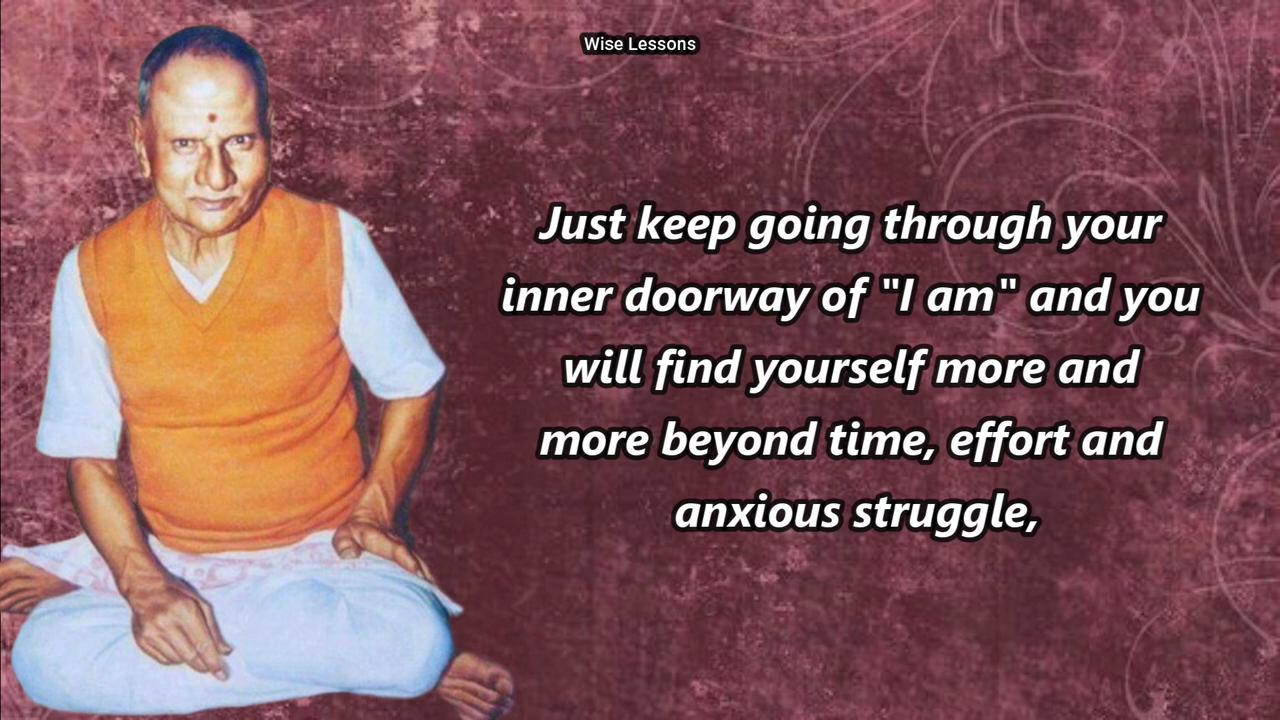 Wise Lessons
Just keep going through your
inner doorway of "I am" and you
will find yourself more and
more beyond time, effort and
anxious struggle,